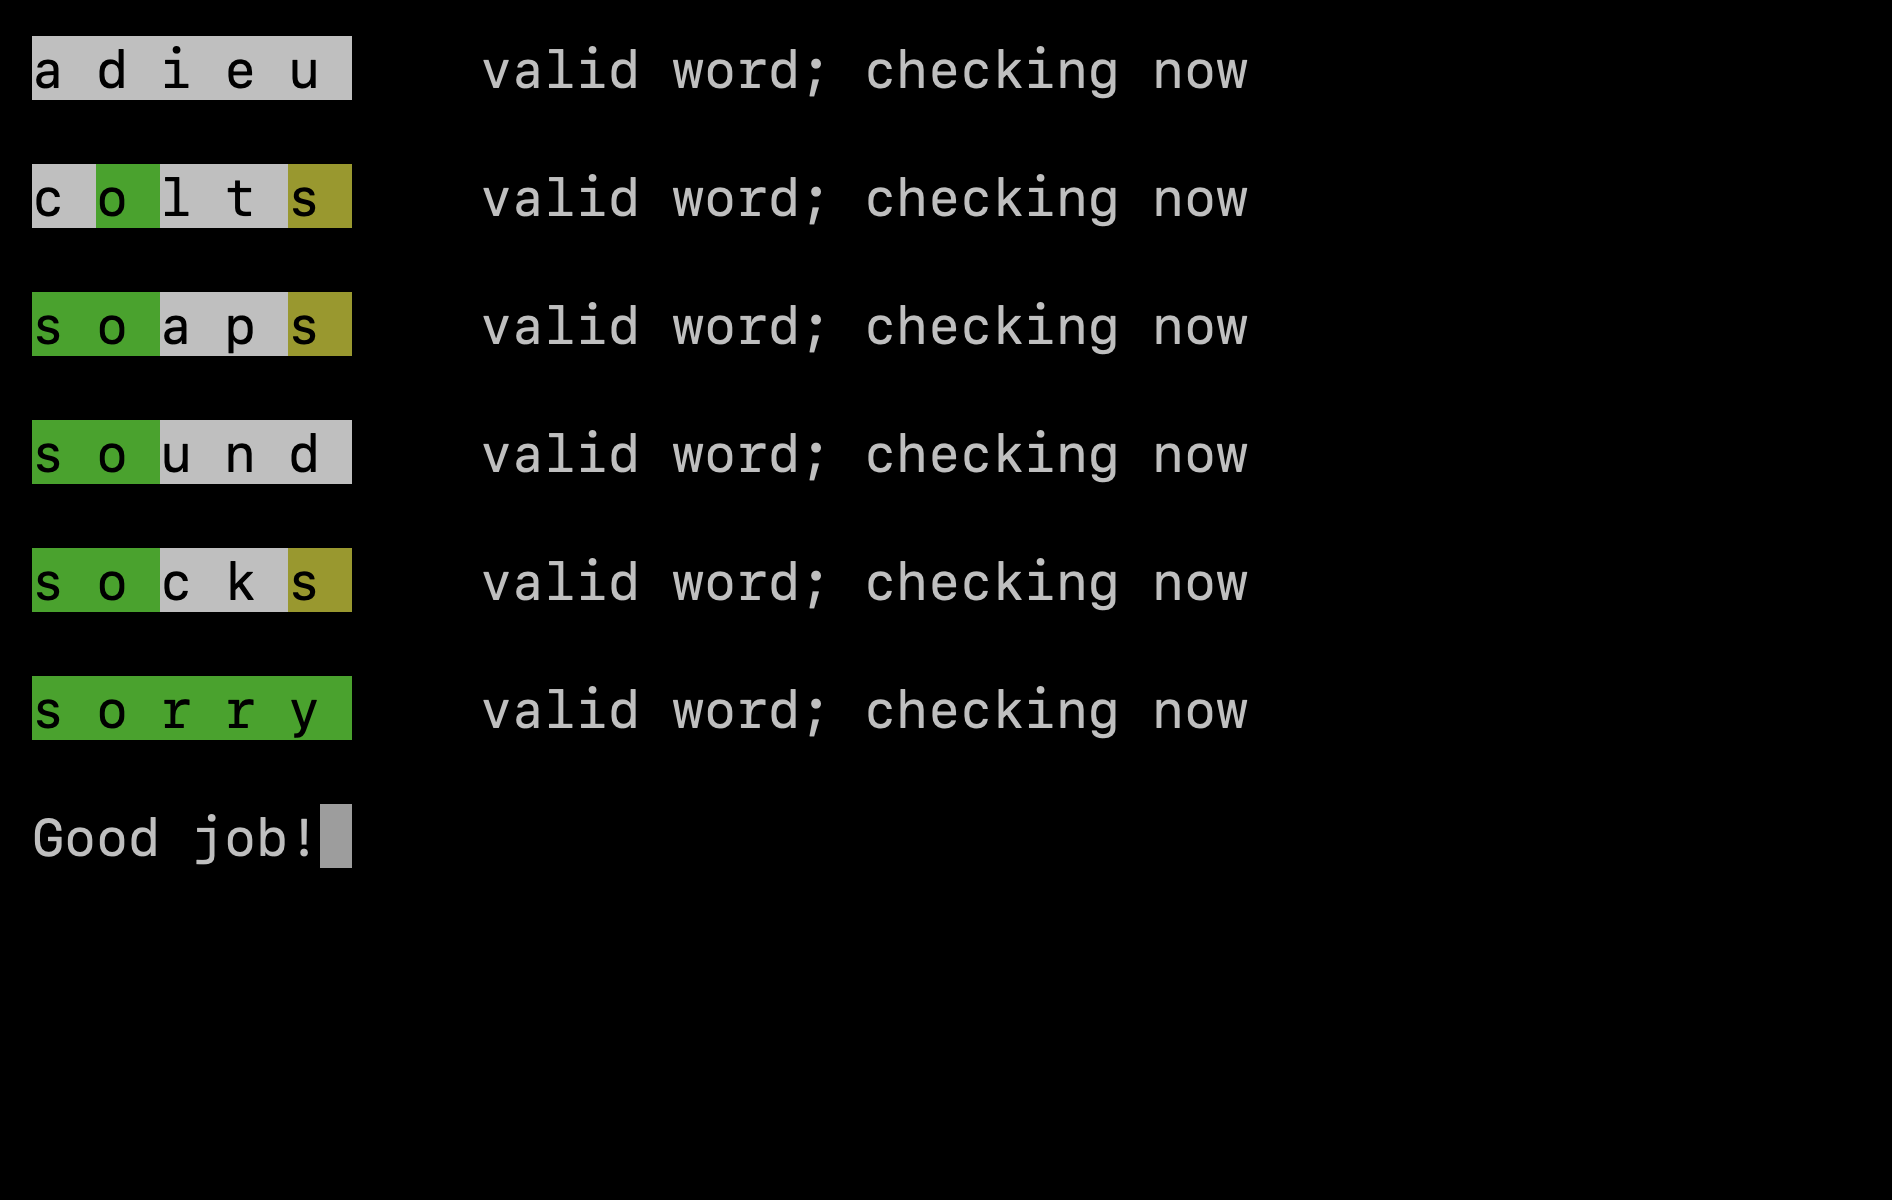 a d i e u valid word; checking now
c o l t s valid word; checking now
s o a p s valid word; checking now
s o u n d valid word; checking now
s o c k s valid word; checking now
s o r r y valid word; checking now
Good job!